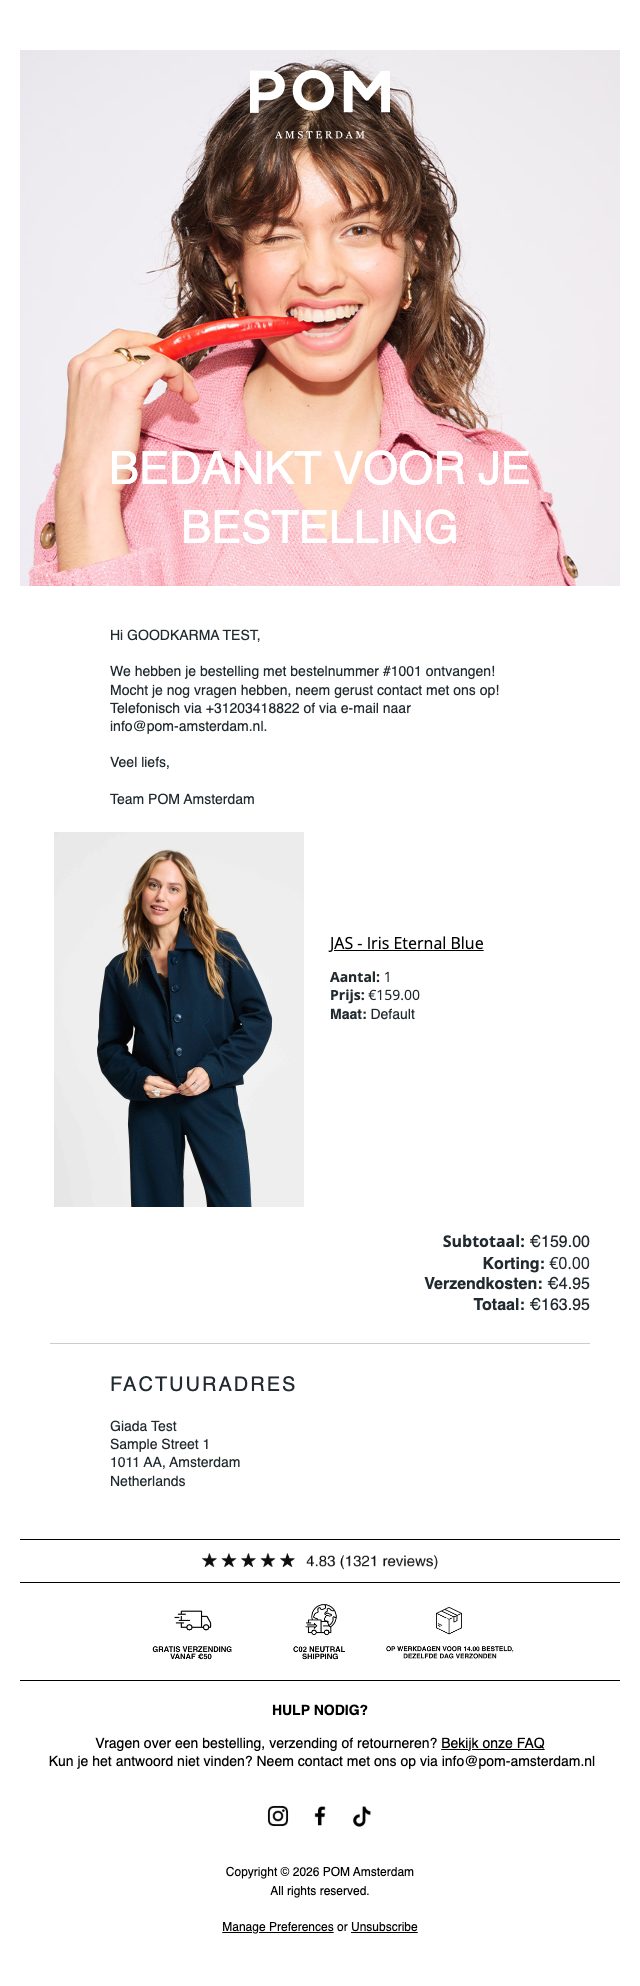 POM
AMSTERDAM
BEDANKT VOOR JE
BESTELLING
Hi GOODKARMA TEST,
We hebben je bestelling met bestelnummer #1001 ontvangen!
Mocht je nog vragen hebben, neem gerust contact met ons op!
Telefonisch via +31203418822 of via e-mail naar
info@pom-amsterdam.nl.
Veel liefs,
Team POM Amsterdam
JAS - Iris Eternal Blue
Aantal: 1
Prijs: €159.00
Maat: Default
Subtotaal: €159.00
Korting: €0.00
Verzendkosten: €4.95
Totaal: €163.95
FACTUURADRES
Giada Test
Sample Street 1
1011 AA, Amsterdam
Netherlands
★★★★★ 4.83 (1321 reviews)
GRATIS VERZENDING
VANAF €50
C02 NEUTRAL
SHIPPING
OP WERKDAGEN VOOR 14.00 BESTELD,
DEZELFDE DAG VERZONDEN
HULP NODIG?
Vragen over een bestelling, verzending of retourneren? Bekijk onze FAQ
Kun je het antwoord niet vinden? Neem contact met ons op via info@pom-amsterdam.nl
Copyright © 2026 POM Amsterdam
All rights reserved.
Manage Preferences or Unsubscribe